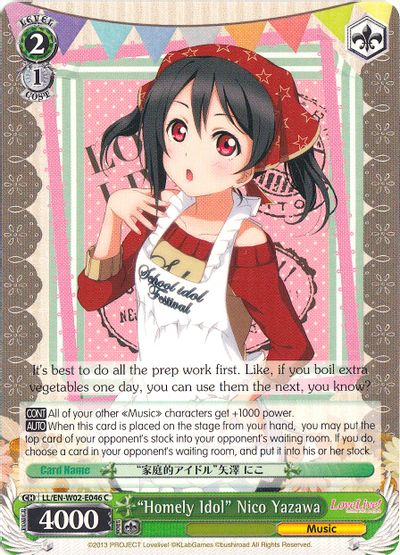 LEVEL
2
1
COST
School idol
Festival
It's best to do all the prep work first. Like, if you boil extra
vegetables one day, you can use them the next, you know?
CONT All of your other «Music» characters get +1000 power.
AUTO When this card is placed on the stage from your hand, you may put the
top card of your opponent's stock into your opponent's waiting room. If you do,
choose a card in your opponent's waiting room, and put it into his or her stock.
Card Name
"家庭的アイドル"矢澤 にこ
CH LL/EN-W02-E046 C
"Homely Idol" Nico Yazawa
LoveLive!
POWER
4000
Music
©2013 PROJECT Lovelive! ©KLabGames ©bushiroad All Rights Reserved.